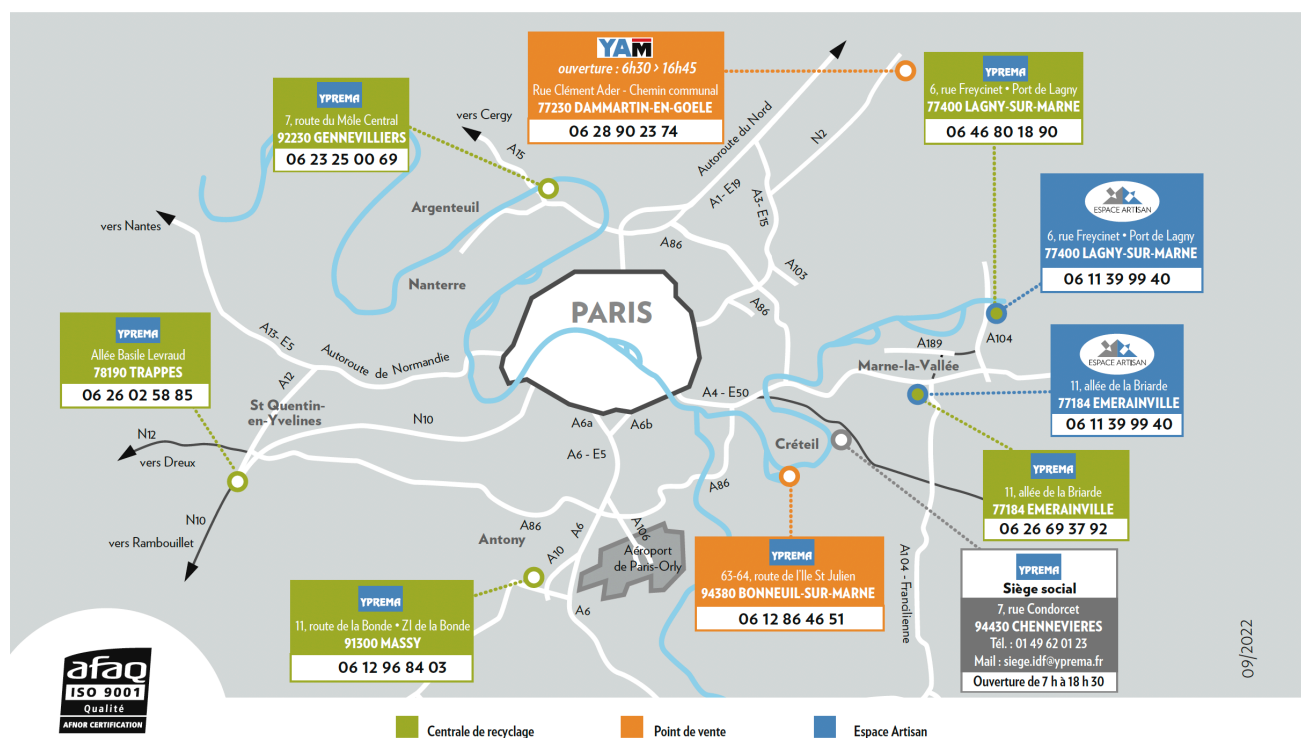 YAM
ouverture : 6h30 > 16h45
Rue Clément Ader - Chemin communal
77230 DAMMARTIN-EN-GOELE
06 28 90 23 74
YPREMA
6, rue Freycinet • Port de Lagny
77400 LAGNY-SUR-MARNE
06 46 80 18 90
YPREMA
7, route du Môle Central
92230 GENNEVILLIERS
06 23 25 00 69
vers Cergy
A15
Autoroute du Nord
N2
A1- E19
A3- E15
Argenteuil
ESPACE ARTISAN
6, rue Freycinet • Port de Lagny
77400 LAGNY-SUR-MARNE
06 11 39 99 40
vers Nantes
A86
A103
Nanterre
PARIS
A86
YPREMA
Allée Basile Levraud
78190 TRAPPES
06 26 02 58 85
A13- E5
Autoroute de Normandie
A12
A189
A104
Marne-la-Vallée
ESPACE ARTISAN
11, allée de la Briarde
77184 EMERAINVILLE
06 11 39 99 40
A4 - E50
St Quentin-
en-Yvelines
N10
A6a
A6b
N12
vers Dreux
A6 - E5
Créteil
YPREMA
11, allée de la Briarde
77184 EMERAINVILLE
06 26 69 37 92
A86
N10
vers Rambouillet
A86
A6
A106
Antony
A10
Aéroport
de Paris-Orly
A6
YPREMA
63-64, route de l'Ile St Julien
94380 BONNEUIL-SUR-MARNE
06 12 86 46 51
A104 - Francilienne
YPREMA
Siège social
7, rue Condorcet
94430 CHENNEVIERES
Tél. : 01 49 62 01 23
Mail : siege.idf@yprema.fr
Ouverture de 7 h à 18 h 30
YPREMA
11, route de la Bonde • ZI de la Bonde
91300 MASSY
06 12 96 84 03
09/2022
afaq
ISO 9001
Qualité
AFNOR CERTIFICATION
Centrale de recyclage
Point de vente
Espace Artisan